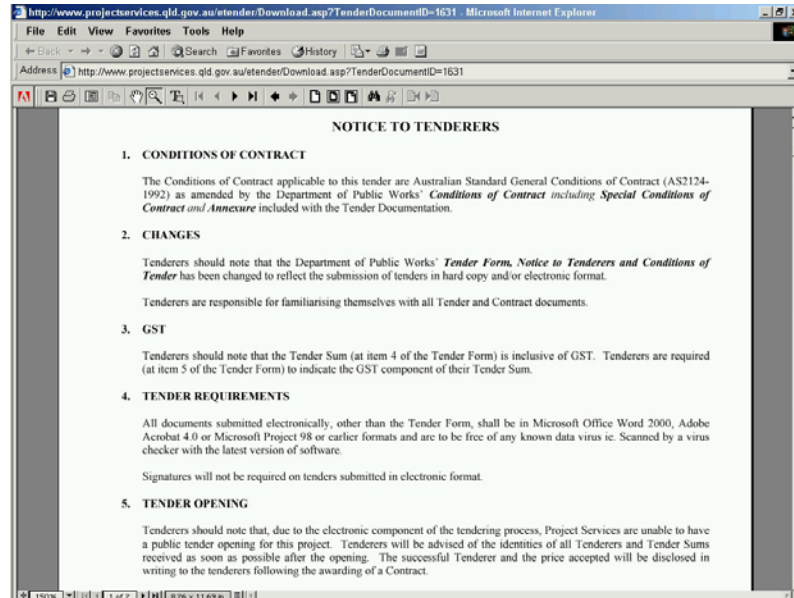 http://www.projectservices.qld.gov.au/etender/Download.asp?TenderDocumentID=1631 - Microsoft Internet Explorer
File Edit View Favorites Tools Help
Back Search Favorites History
Address http://www.projectservices.qld.gov.au/etender/Download.asp?TenderDocumentID=1631
NOTICE TO TENDERERS
1. CONDITIONS OF CONTRACT
The Conditions of Contract applicable to this tender are Australian Standard General Conditions of Contract (AS2124-
1992) as amended by the Department of Public Works' Conditions of Contract including Special Conditions of
Contract and Annexure included with the Tender Documentation.
2. CHANGES
Tenderers should note that the Department of Public Works' Tender Form, Notice to Tenderers and Conditions of
Tender has been changed to reflect the submission of tenders in hard copy and/or electronic format.
Tenderers are responsible for familiarising themselves with all Tender and Contract documents.
3. GST
Tenderers should note that the Tender Sum (at item 4 of the Tender Form) is inclusive of GST. Tenderers are required
(at item 5 of the Tender Form) to indicate the GST component of their Tender Sum.
4. TENDER REQUIREMENTS
All documents submitted electronically, other than the Tender Form, shall be in Microsoft Office Word 2000, Adobe
Acrobat 4.0 or Microsoft Project 98 or earlier formats and are to be free of any known data virus ie. Scanned by a virus
checker with the latest version of software.
Signatures will not be required on tenders submitted in electronic format.
5. TENDER OPENING
Tenderers should note that, due to the electronic component of the tendering process, Project Services are unable to have
a public tender opening for this project. Tenderers will be advised of the identities of all Tenderers and Tender Sums
received as soon as possible after the opening. The successful Tenderer and the price accepted will be disclosed in
writing to the tenderers following the awarding of a Contract.
150% 1 of 2 8.26 x 11.69 in